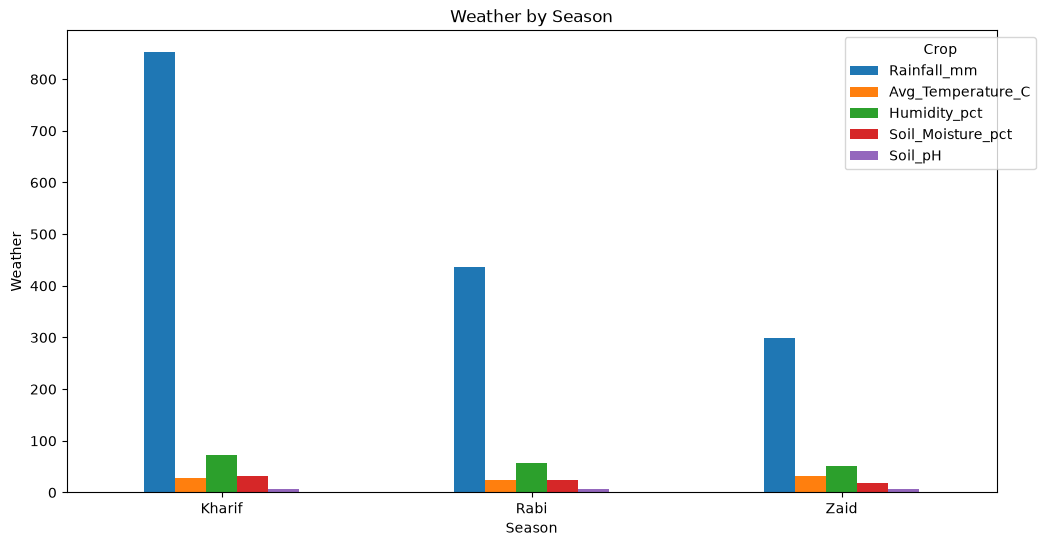 Weather by Season
Crop
Rainfall_mm
Avg_Temperature_C
Humidity_pct
Soil_Moisture_pct
Soil_pH
Weather
800
700
600
500
400
300
200
100
0
Kharif
Rabi
Zaid
Season